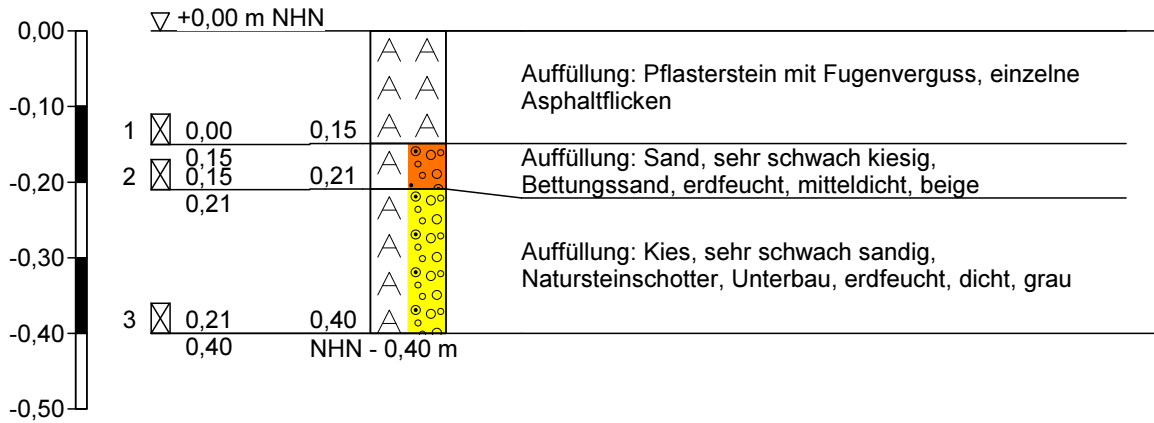 +0,00 m NHN
0,00
-0,10
-0,20
-0,30
-0,40
-0,50
Auffüllung: Pflasterstein mit Fugenverguss, einzelne
Asphaltflicken
1 0,00 0,15
0,15
Auffüllung: Sand, sehr schwach kiesig,
Bettungssand, erdfeucht, mitteldicht, beige
2 0,15 0,21
0,21
Auffüllung: Kies, sehr schwach sandig,
Natursteinschotter, Unterbau, erdfeucht, dicht, grau
3 0,21 0,40
0,40 NHN - 0,40 m